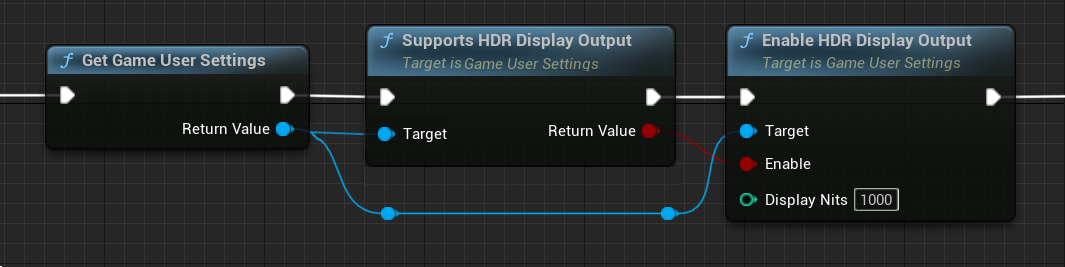 Get Game User Settings
Return Value
Supports HDR Display Output
Target is Game User Settings
Target
Return Value
Enable HDR Display Output
Target is Game User Settings
Target
Enable
Display Nits 1000